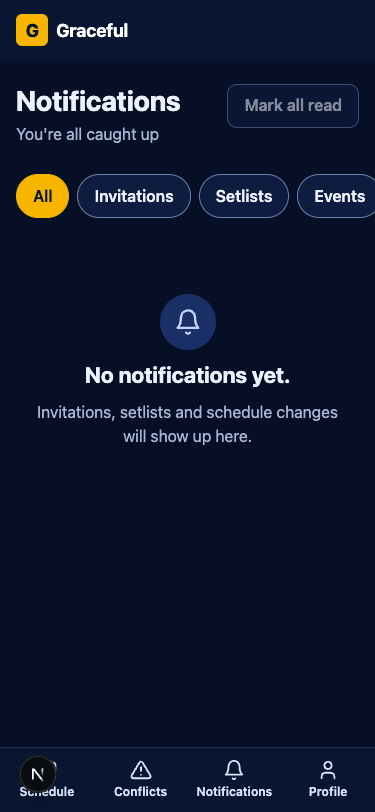 G Graceful
Notifications
Mark all read
You're all caught up
All
Invitations
Setlists
Events
No notifications yet.
Invitations, setlists and schedule changes
will show up here.
N
Schedule
Conflicts
Notifications
Profile